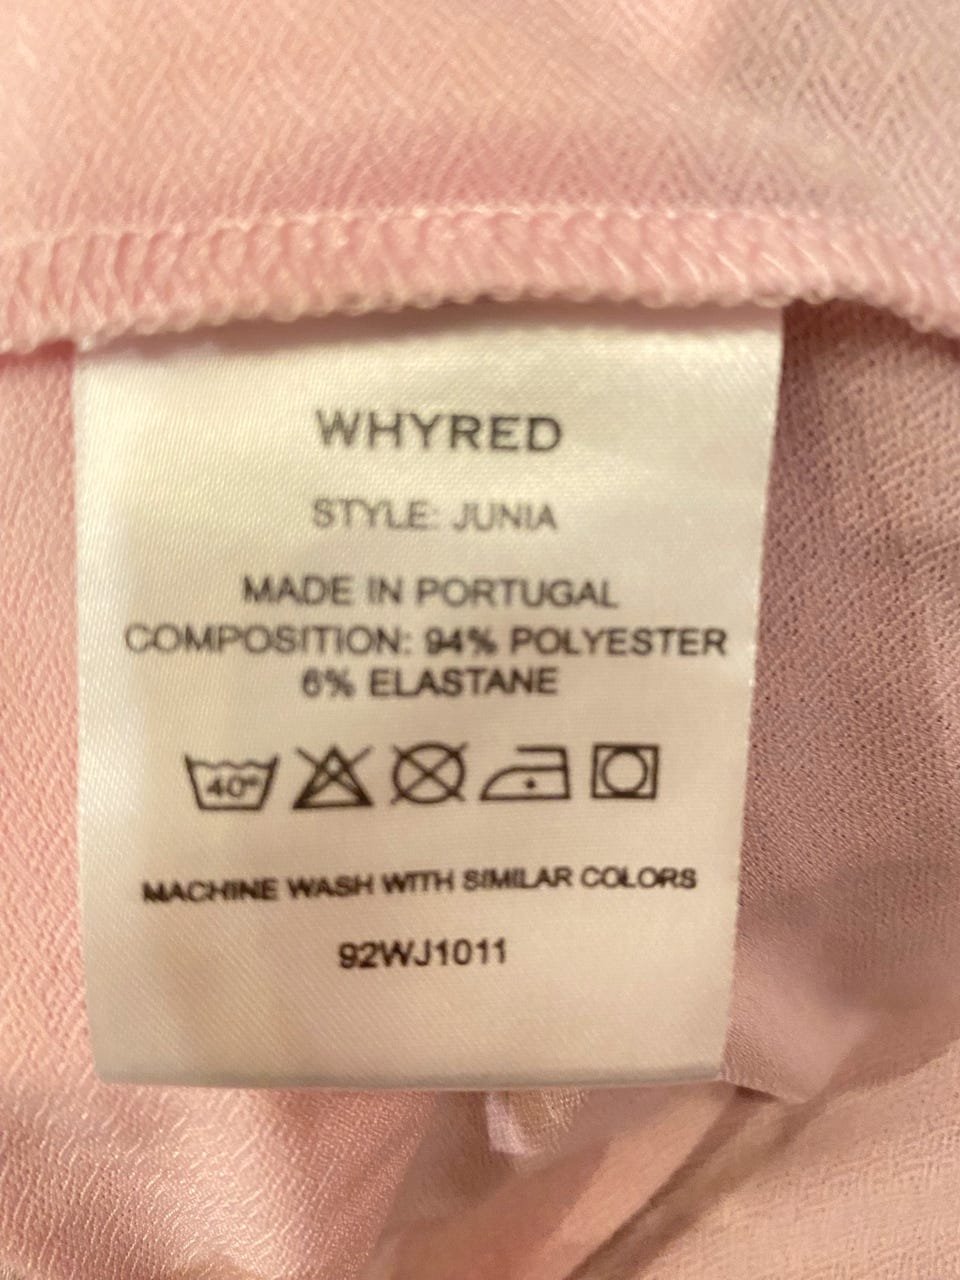 WHYRED
STYLE: JUNIA
MADE IN PORTUGAL
COMPOSITION: 94% POLYESTER
6% ELASTANE
40°
MACHINE WASH WITH SIMILAR COLORS
92WJ1011